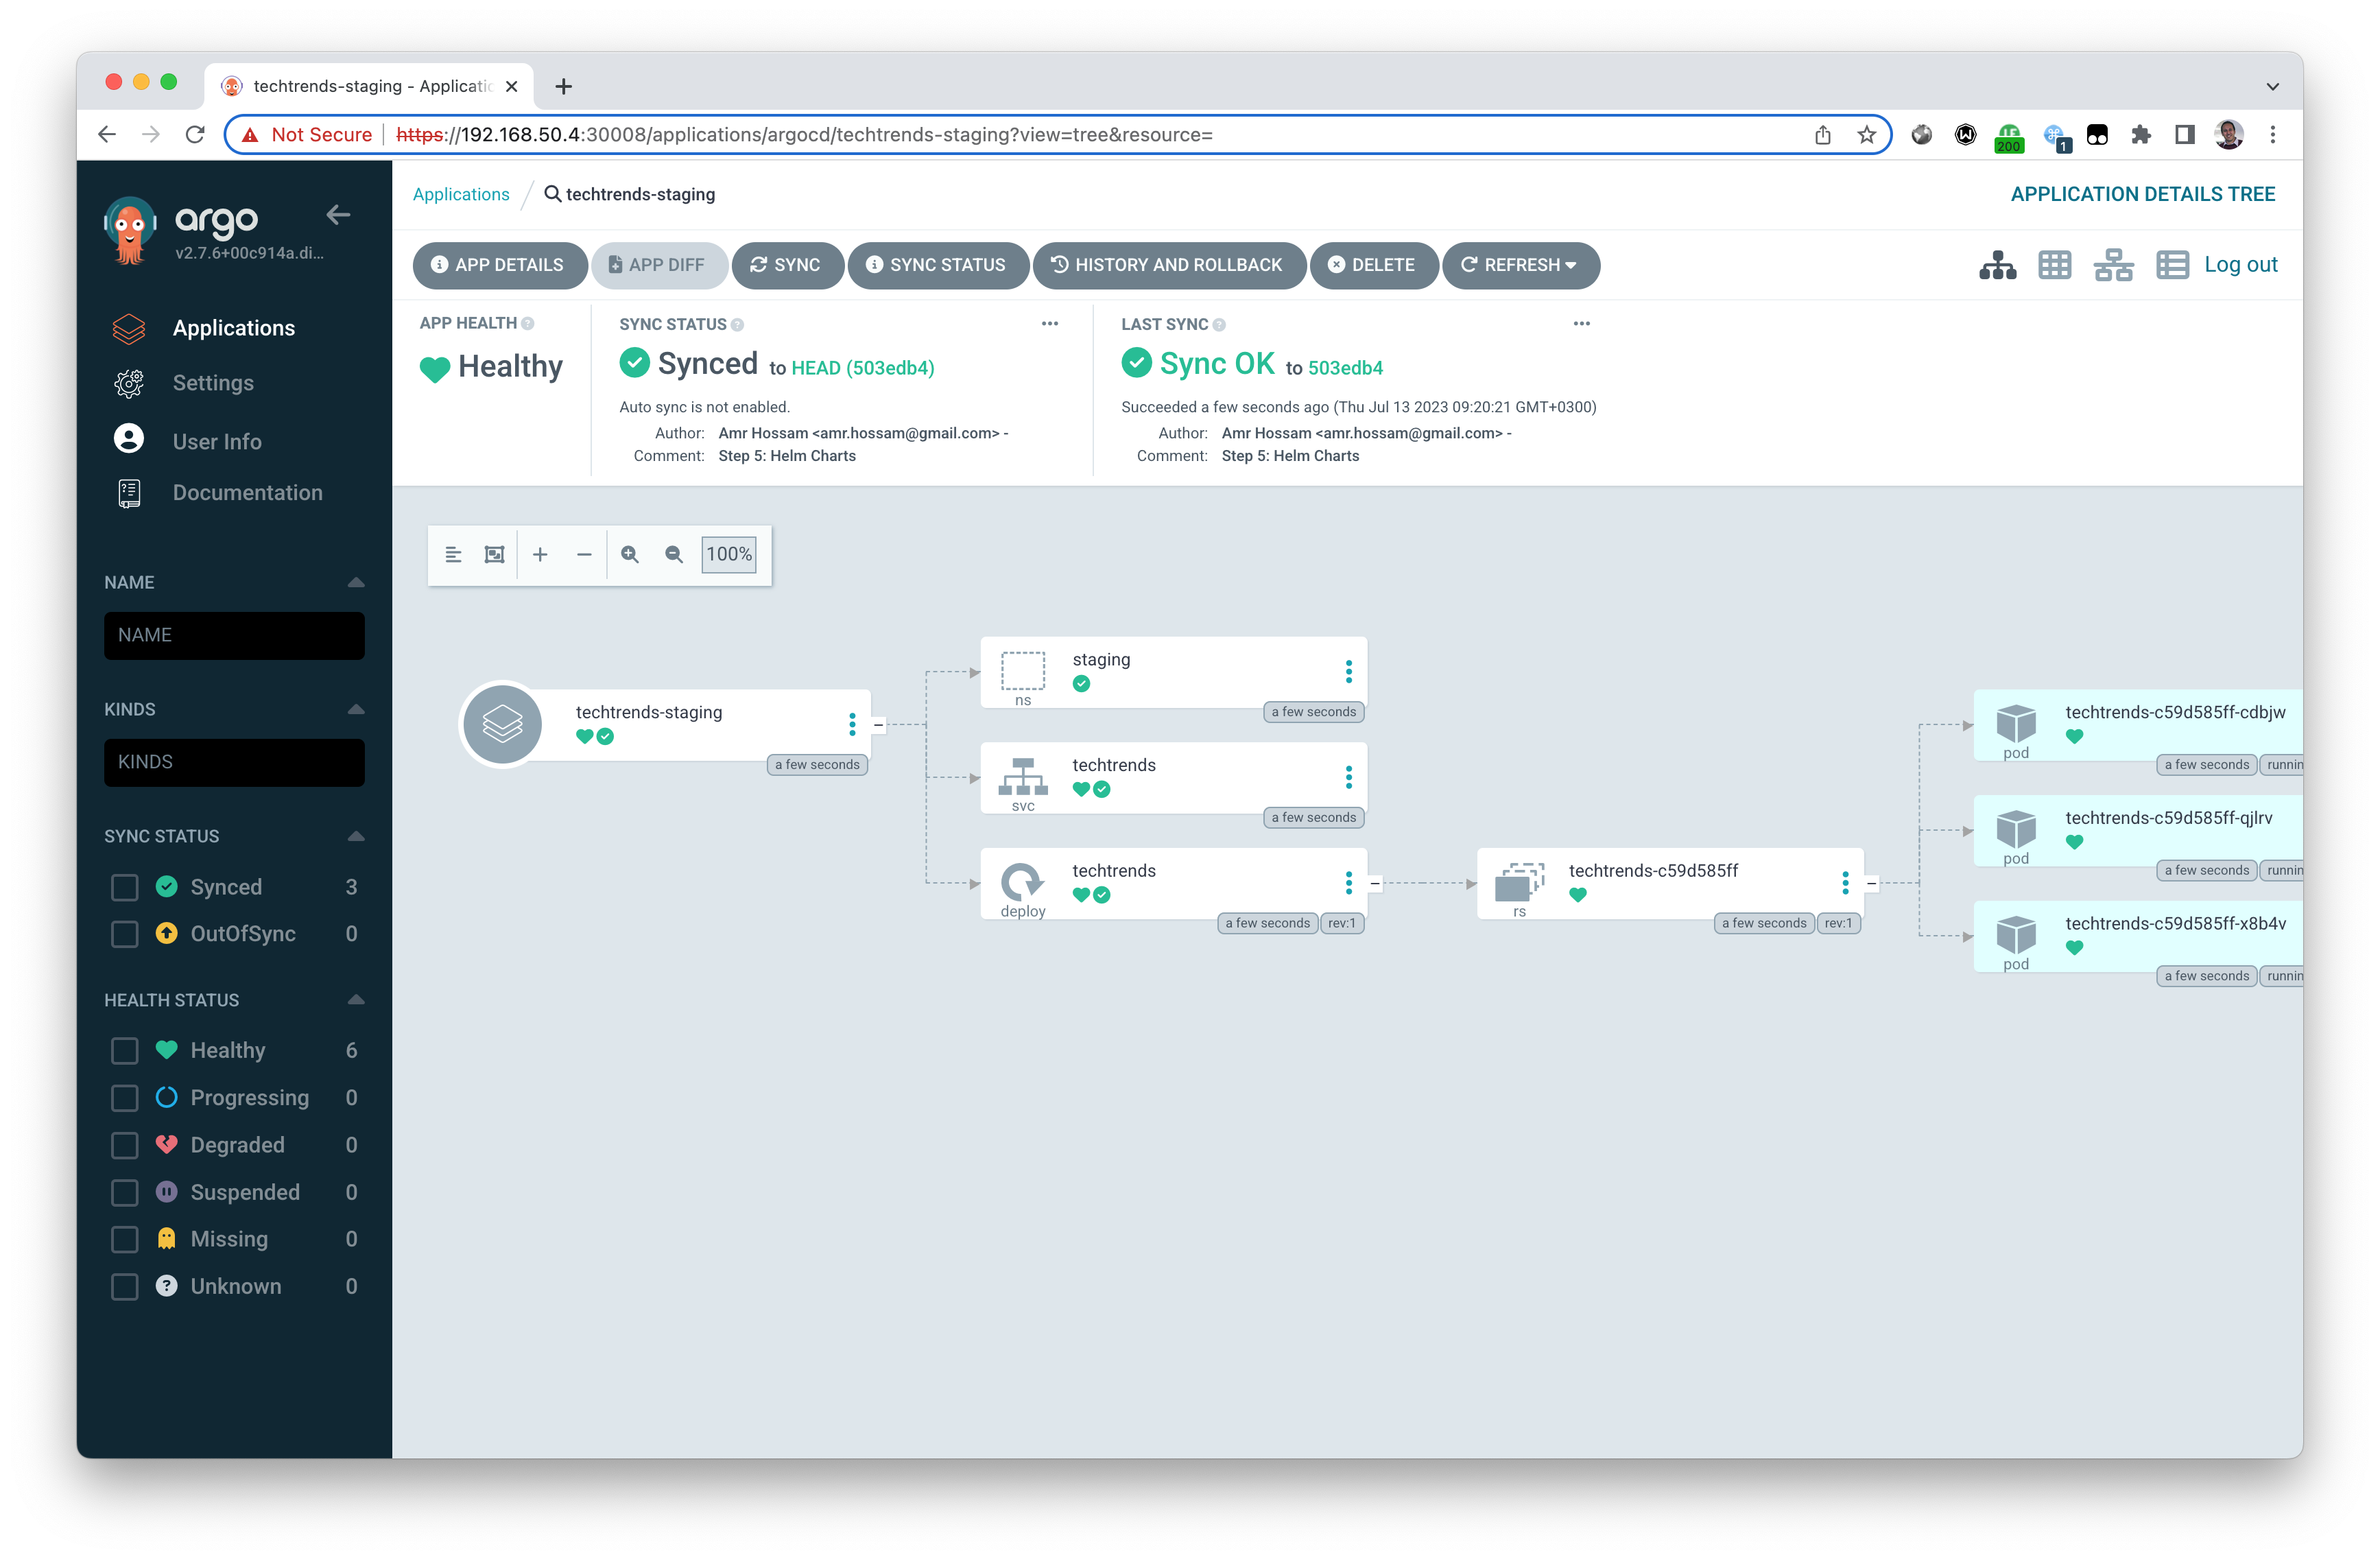 techtrends-staging - Applicatic
Not Secure https://192.168.50.4:30008/applications/argocd/techtrends-staging?view=tree&resource=
200
1
argo
v2.7.6+00c914a.di...
Applications
Settings
User Info
Documentation
NAME
NAME
KINDS
KINDS
SYNC STATUS
Synced 3
OutOfSync 0
HEALTH STATUS
Healthy 6
Progressing 0
Degraded 0
Suspended 0
Missing 0
Unknown 0
Applications / techtrends-staging
APPLICATION DETAILS TREE
APP DETAILS APP DIFF SYNC SYNC STATUS HISTORY AND ROLLBACK DELETE REFRESH
Log out
APP HEALTH
Healthy
SYNC STATUS
Synced to HEAD (503edb4)
Auto sync is not enabled.
Author: Amr Hossam <amr.hossam@gmail.com> -
Comment: Step 5: Helm Charts
LAST SYNC
Sync OK to 503edb4
Succeeded a few seconds ago (Thu Jul 13 2023 09:20:21 GMT+0300)
Author: Amr Hossam <amr.hossam@gmail.com> -
Comment: Step 5: Helm Charts
100%
techtrends-staging
a few seconds
staging
ns
a few seconds
techtrends
svc
a few seconds
techtrends
deploy
a few seconds rev:1
techtrends-c59d585ff
rs
a few seconds rev:1
techtrends-c59d585ff-cdbjw
pod
a few seconds runnin
techtrends-c59d585ff-qjlrv
pod
a few seconds runnin
techtrends-c59d585ff-x8b4v
pod
a few seconds runnin